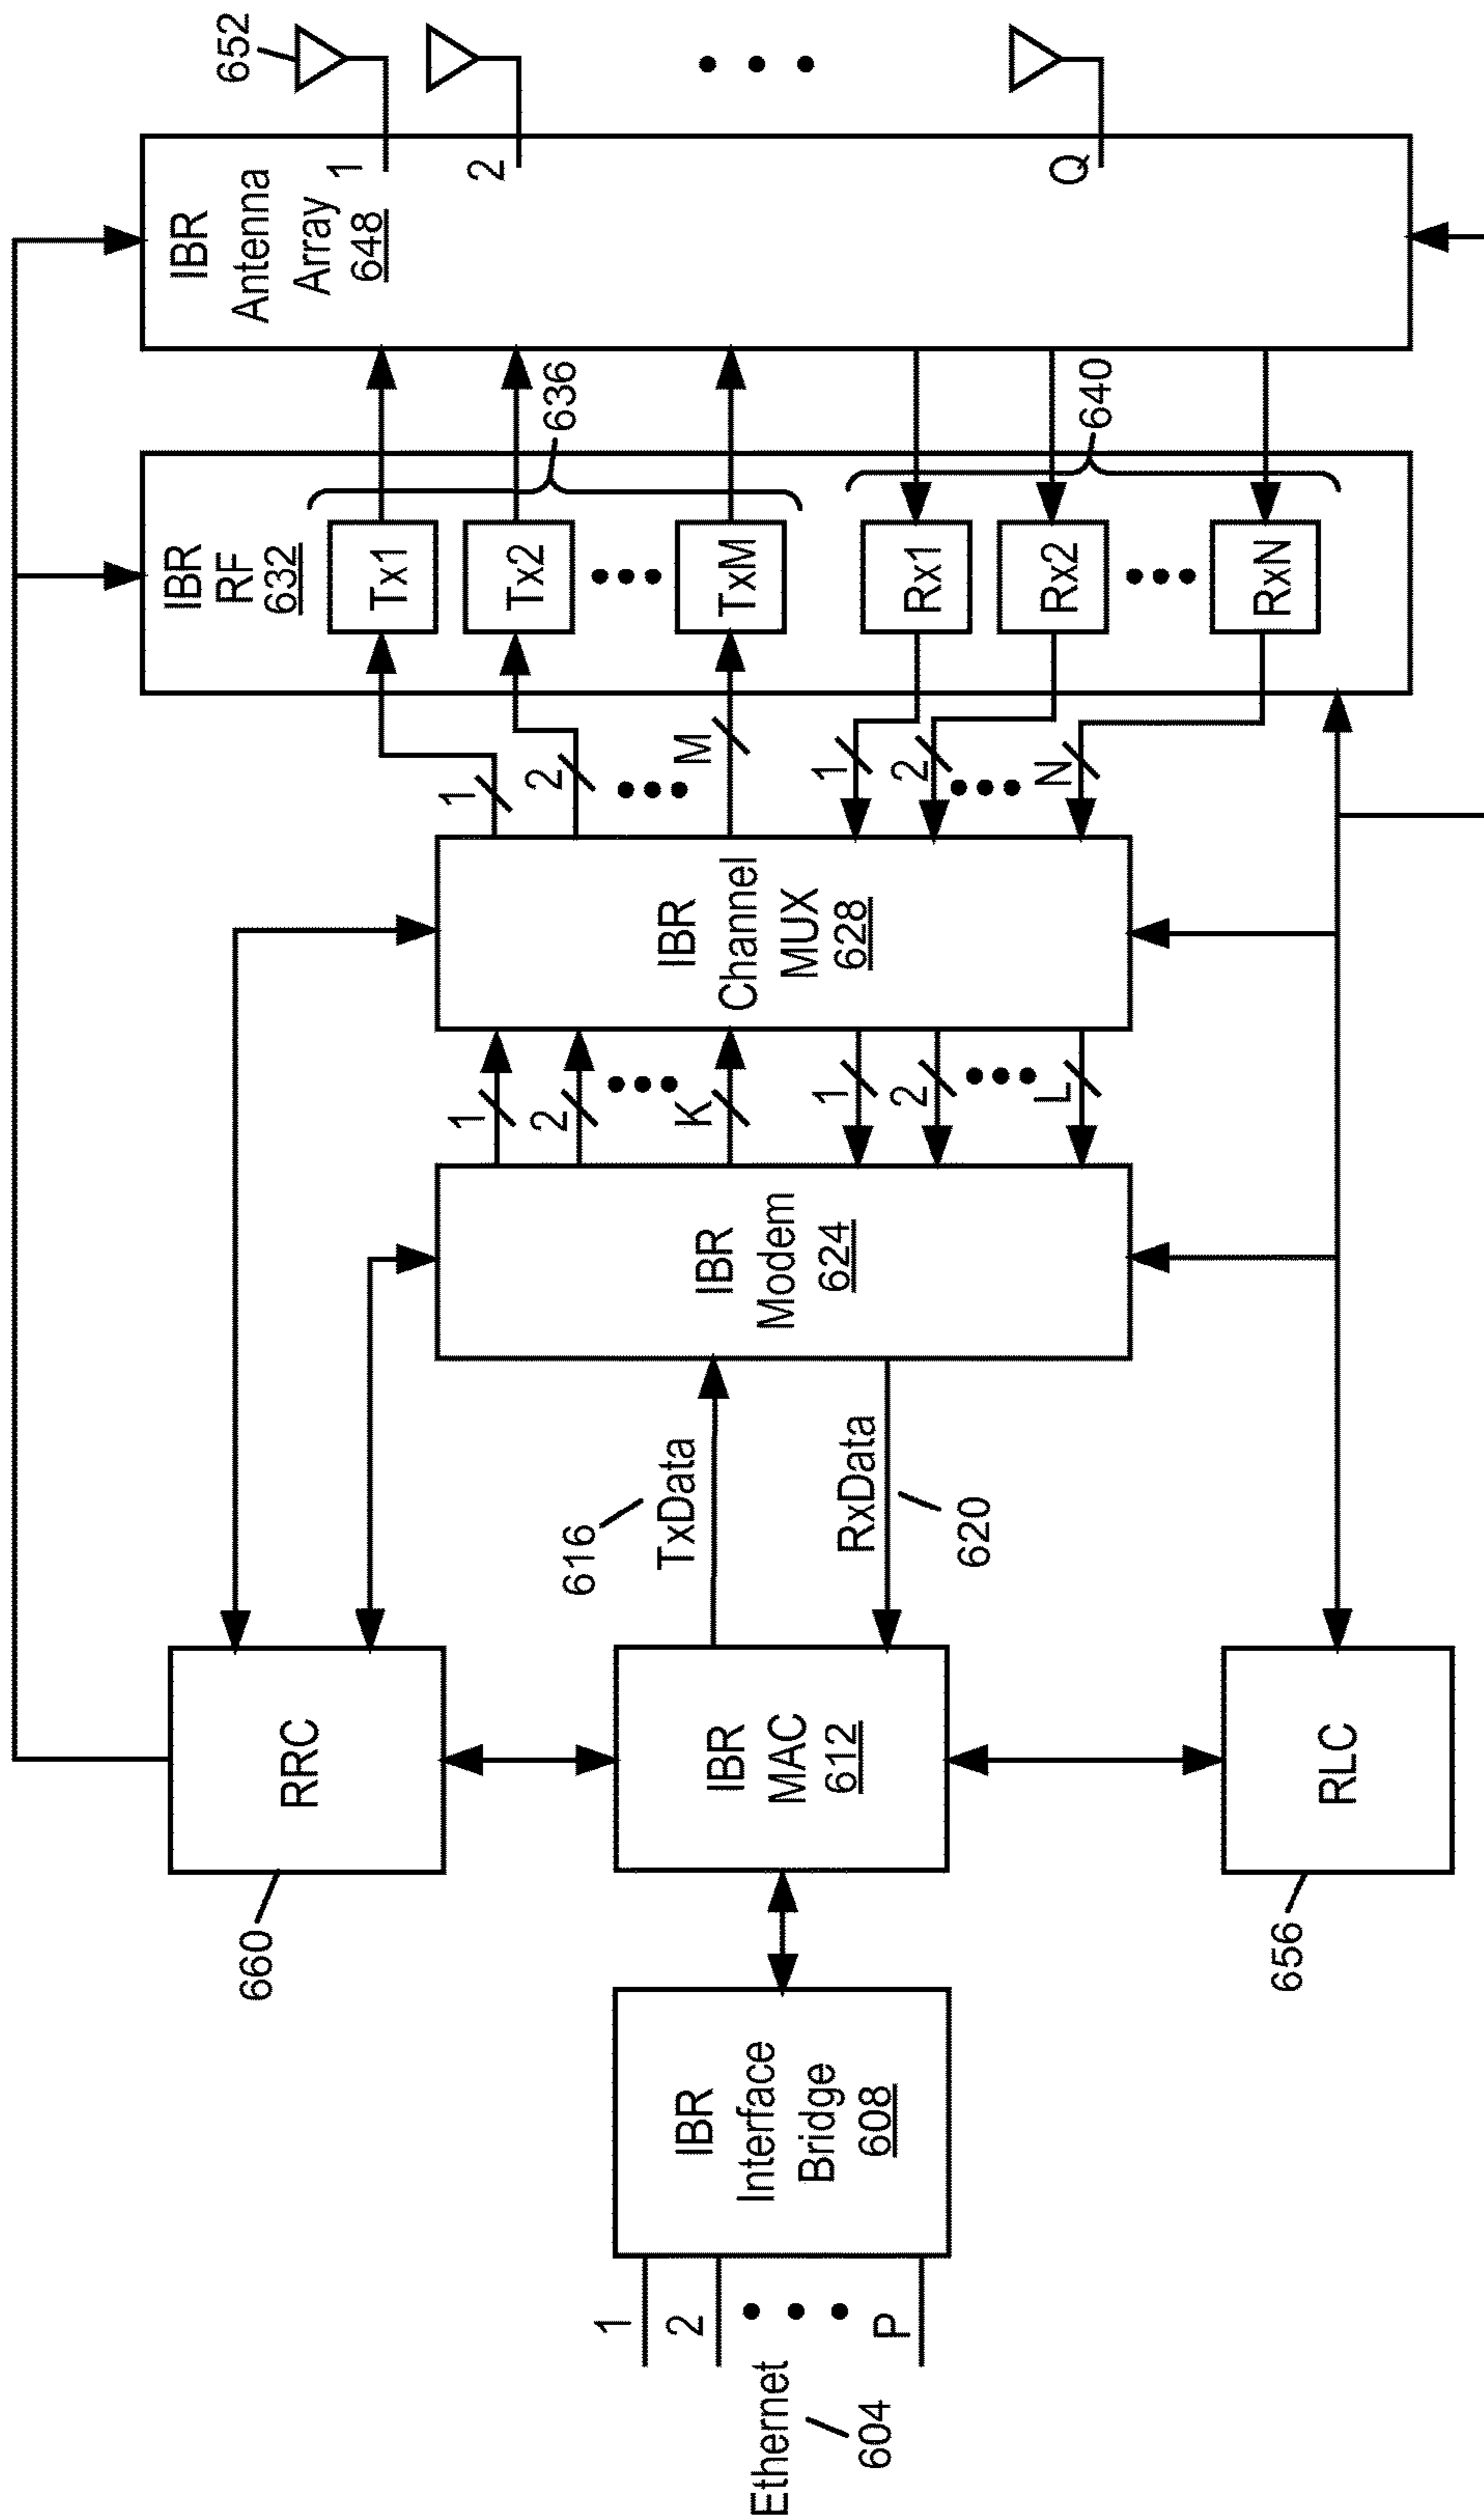 Ethernet
604
1
2
P
IBR
Interface
Bridge
608
660
RRC
IBR
MAC
612
656
RLC
616
TxData
RxData
620
IBR
Modem
624
1
2
K
1
2
L
IBR
Channel
MUX
628
1
2
M
1
2
N
IBR
RF
632
Tx1
Tx2
TxM
Rx1
Rx2
RxN
636
640
IBR
Antenna
Array
648
1
2
Q
652